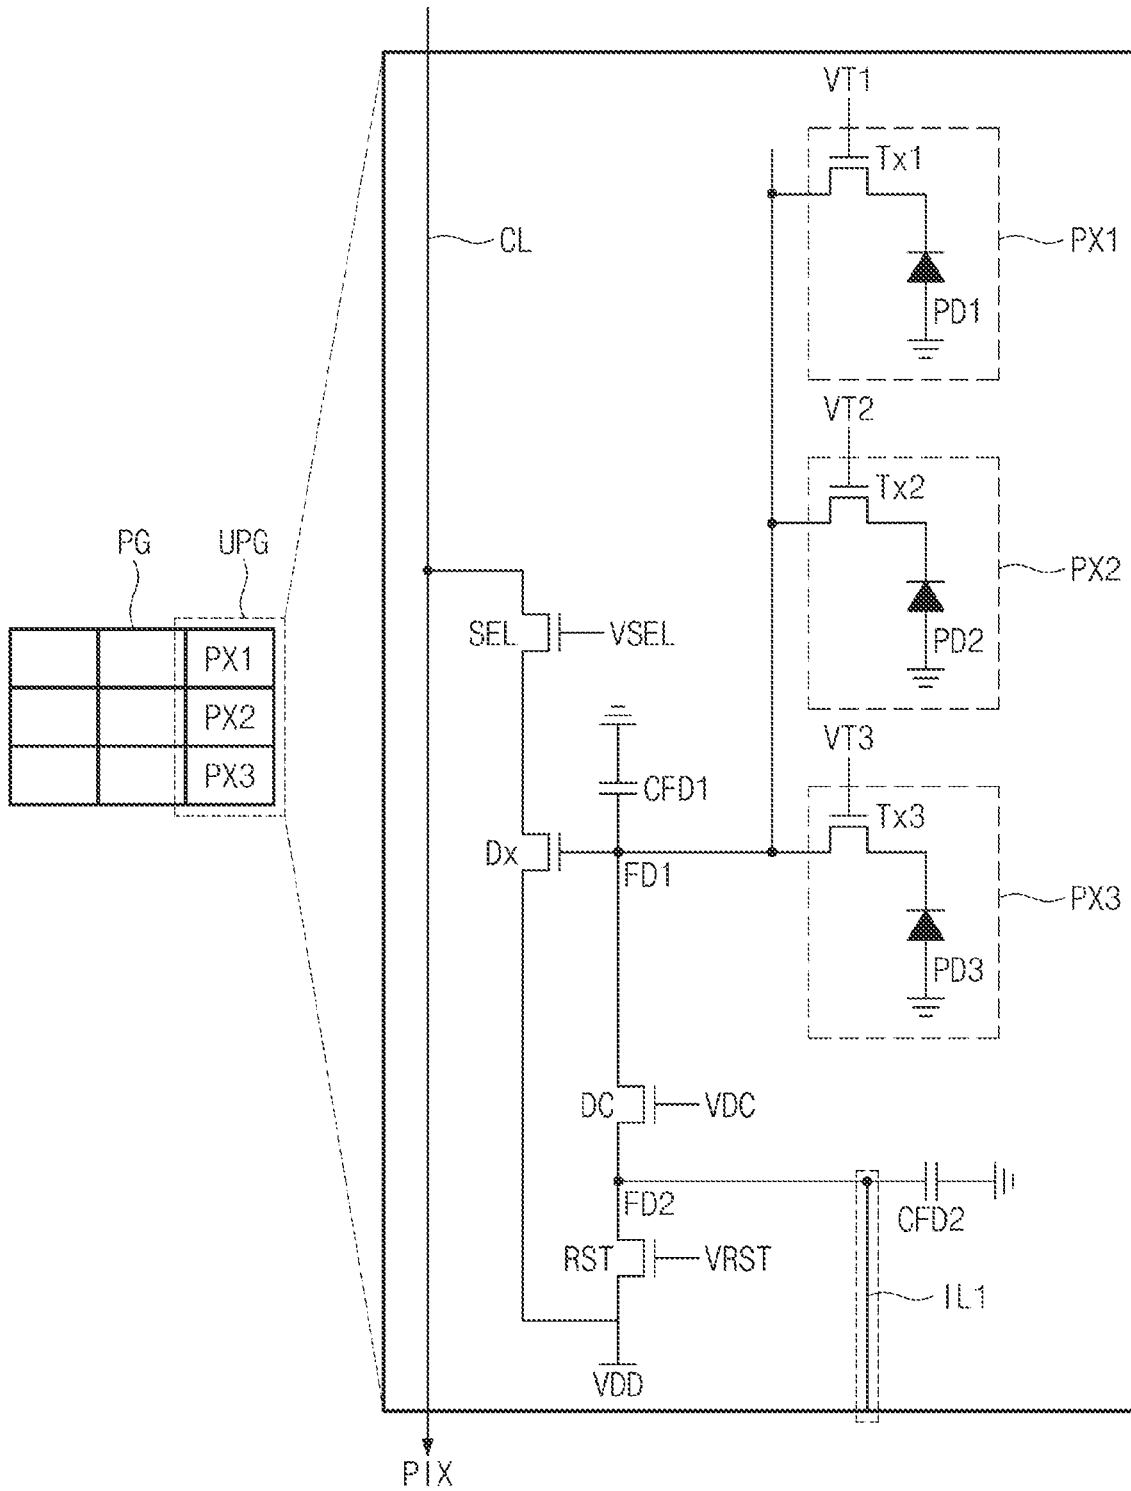 VT1
Tx1
CL
PX1
PD1
VT2
Tx2
PG
UPG
PX2
SEL
VSEL
PX1
PD2
PX2
VT3
PX3
CFD1
Tx3
Dx
FD1
PX3
PD3
DC
VDC
FD2
CFD2
RST
VRST
IL1
VDD
PIX